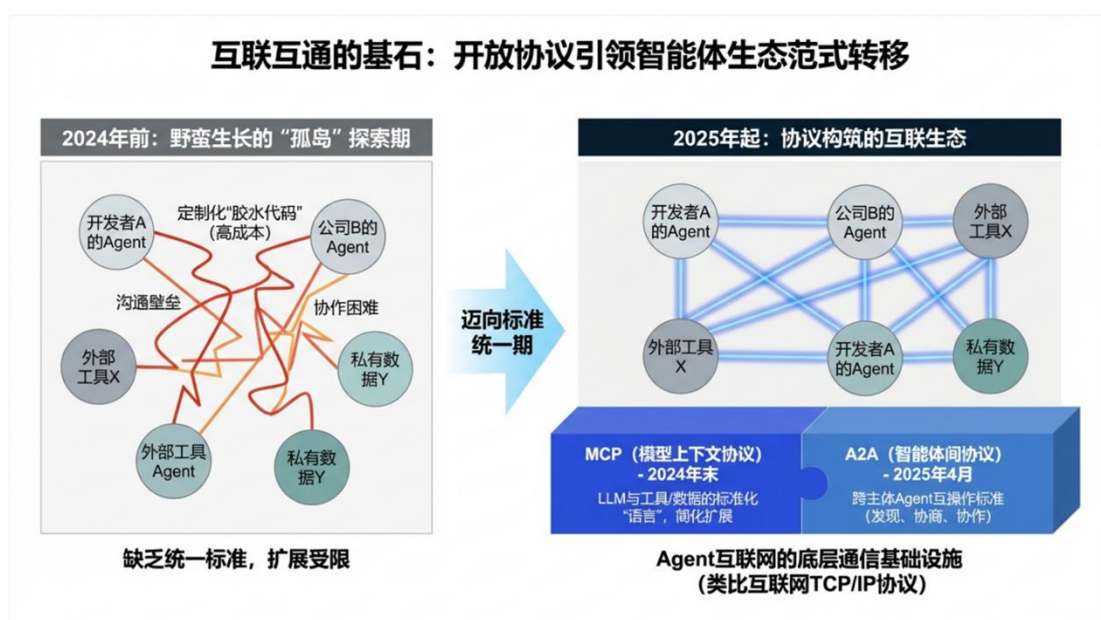 互联互通的基石：开放协议引领智能体生态范式转移
2024年前：野蛮生长的“孤岛”探索期
开发者A
的Agent
定制化“胶水代码”
（高成本）
公司B的
Agent
沟通壁垒
协作困难
外部
工具X
私有数
据Y
外部工具
Agent
私有数
据Y
缺乏统一标准，扩展受限
迈向标准
统一期
2025年起：协议构筑的互联生态
开发者A
的Agent
公司B的
Agent
外部
工具X
外部工具
X
开发者A
的Agent
私有数
据Y
MCP（模型上下文协议）
- 2024年末
LLM与工具/数据的标准化
“语言”，简化扩展
A2A（智能体间协议）
- 2025年4月
跨主体Agent互操作标准
（发现、协商、协作）
Agent互联网的底层通信基础设施
（类比互联网TCP/IP协议）